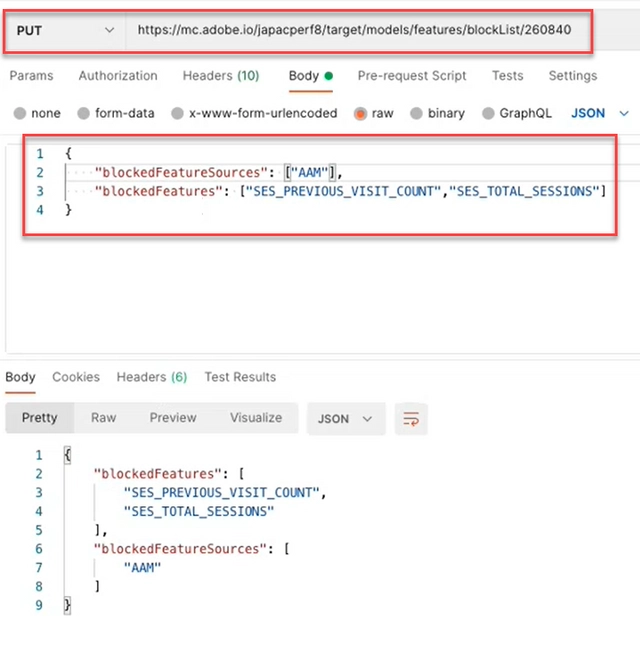 PUT https://mc.adobe.io/japacperf8/target/models/features/blockList/260840
Params Authorization Headers (10) Body Pre-request Script Tests Settings
none form-data x-www-form-urlencoded raw binary GraphQL JSON
1 {
2 "blockedFeatureSources": ["AAM"],
3 "blockedFeatures": ["SES_PREVIOUS_VISIT_COUNT","SES_TOTAL_SESSIONS"]
4 }
Body Cookies Headers (6) Test Results
Pretty Raw Preview Visualize JSON
1 {
2 "blockedFeatures": [
3 "SES_PREVIOUS_VISIT_COUNT",
4 "SES_TOTAL_SESSIONS"
5 ],
6 "blockedFeatureSources": [
7 "AAM"
8 ]
9 }